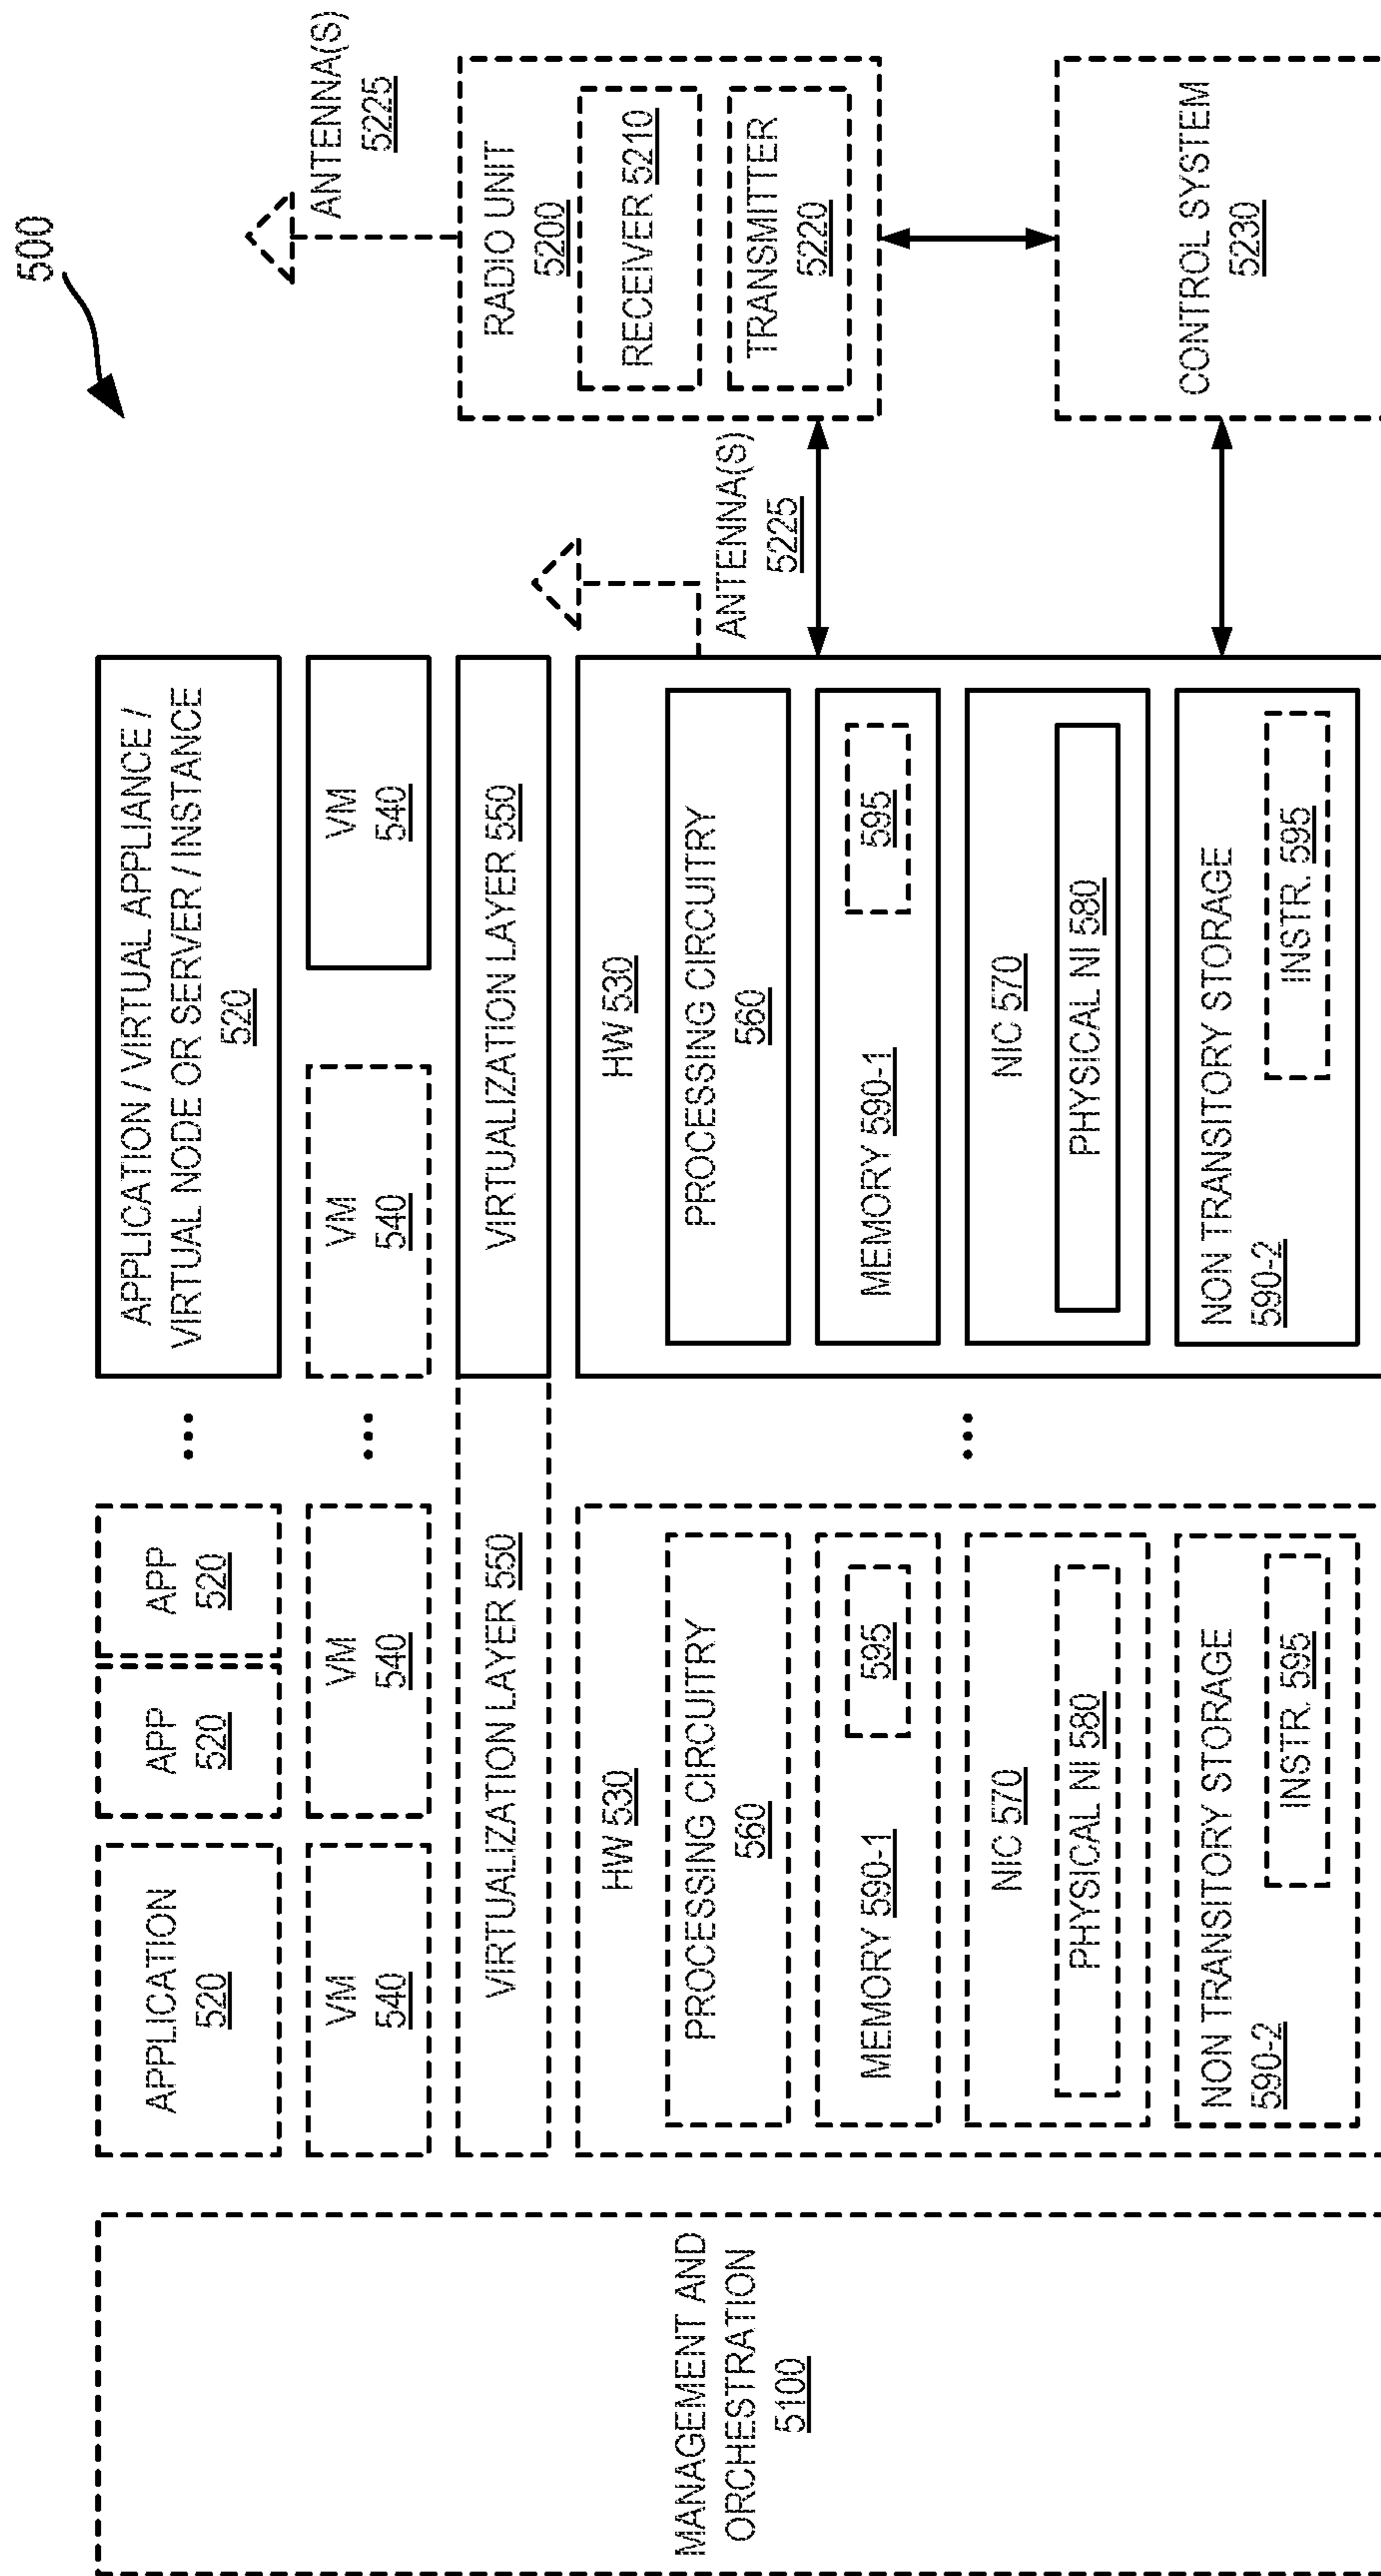 500
MANAGEMENT AND
ORCHESTRATION
5100
APPLICATION
520
APP
520
APP
520
...
APPLICATION / VIRTUAL APPLIANCE /
VIRTUAL NODE OR SERVER / INSTANCE
520
VM
540
VM
540
...
VM
540
VM
540
VIRTUALIZATION LAYER 550
VIRTUALIZATION LAYER 550
HW 530
PROCESSING CIRCUITRY
560
MEMORY 590-1
595
NIC 570
PHYSICAL NI 580
NON TRANSITORY STORAGE
590-2
INSTR. 595
...
HW 530
PROCESSING CIRCUITRY
560
MEMORY 590-1
595
NIC 570
PHYSICAL NI 580
NON TRANSITORY STORAGE
590-2
INSTR. 595
ANTENNA(S)
5225
ANTENNA(S)
5225
RADIO UNIT
5200
RECEIVER 5210
TRANSMITTER
5220
CONTROL SYSTEM
5230